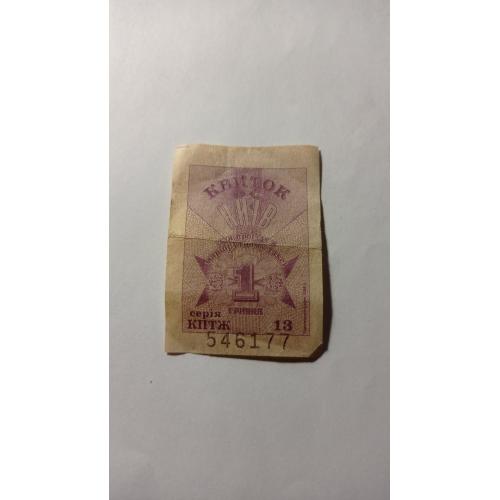 КВИТОК
КИЇВ
1
ГРИВНЯ
серія
КПТЖ 13
546177